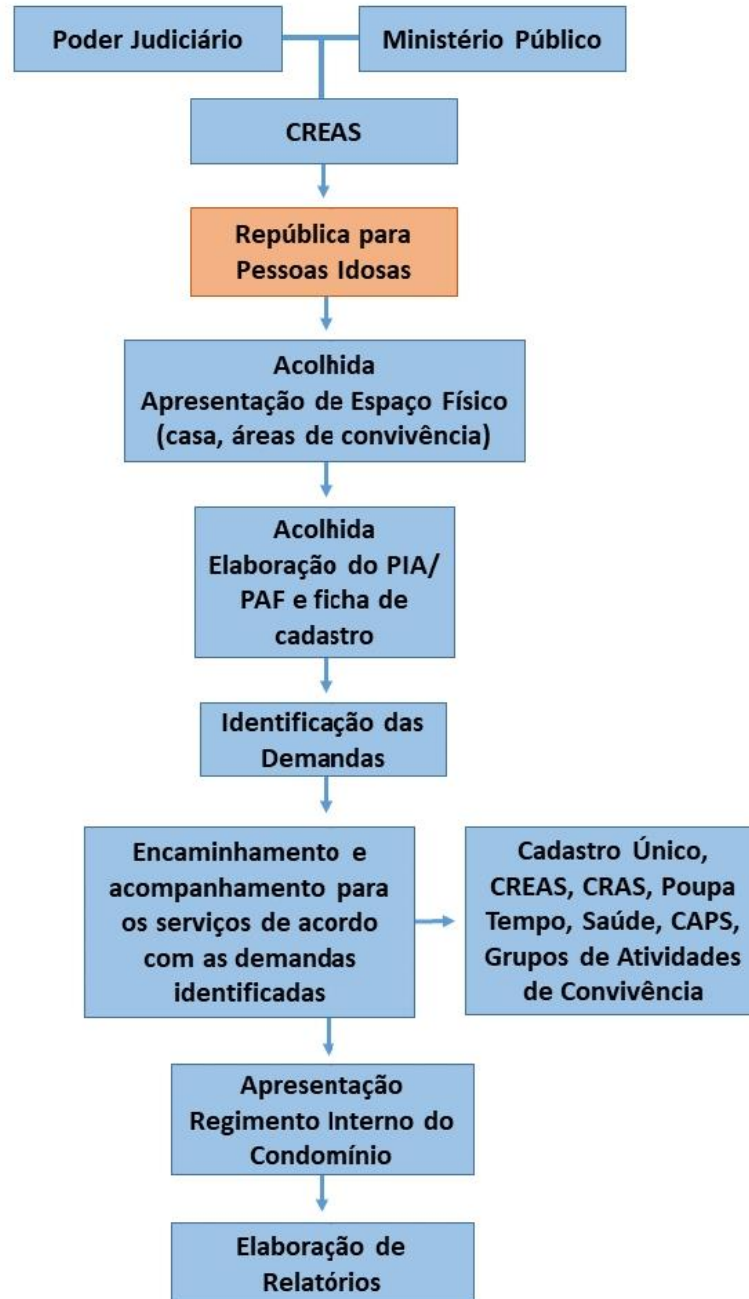 Poder Judiciário
Ministério Público
CREAS
República para
Pessoas Idosas
Acolhida
Apresentação de Espaço Físico
(casa, áreas de convivência)
Acolhida
Elaboração do PIA/
PAF e ficha de
cadastro
Identificação das
Demandas
Encaminhamento e
acompanhamento para
os serviços de acordo
com as demandas
identificadas
Cadastro Único,
CREAS, CRAS, Poupa
Tempo, Saúde, CAPS,
Grupos de Atividades
de Convivência
Apresentação
Regimento Interno do
Condomínio
Elaboração de
Relatórios